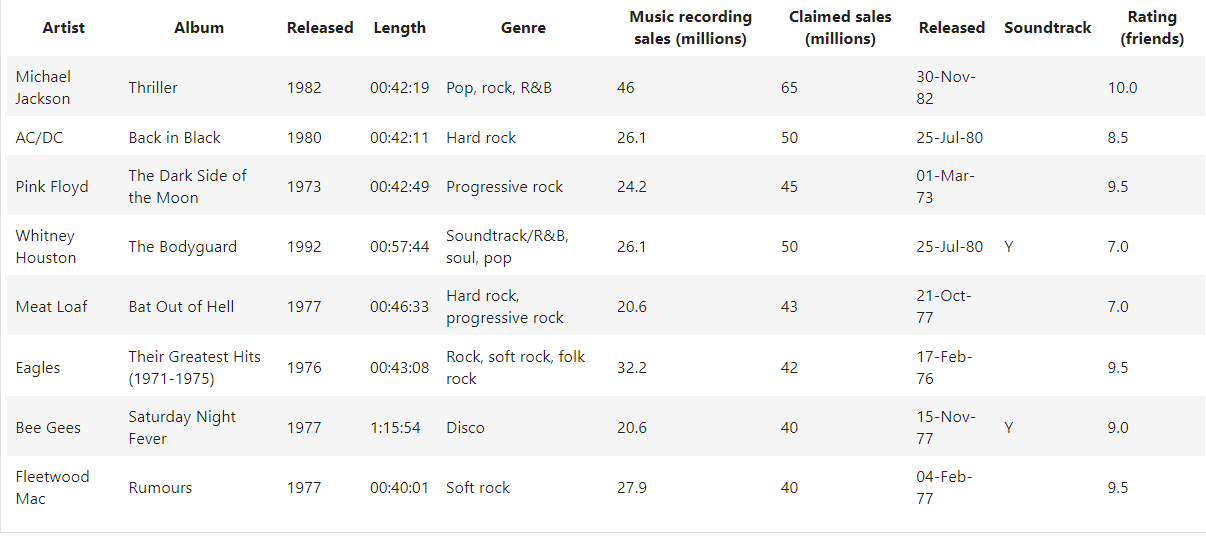 Artist Album Released Length Genre Music recording sales (millions) Claimed sales (millions) Released Soundtrack Rating (friends)
Michael Jackson Thriller 1982 00:42:19 Pop, rock, R&B 46 65 30-Nov-82 10.0
AC/DC Back in Black 1980 00:42:11 Hard rock 26.1 50 25-Jul-80 8.5
Pink Floyd The Dark Side of the Moon 1973 00:42:49 Progressive rock 24.2 45 01-Mar-73 9.5
Whitney Houston The Bodyguard 1992 00:57:44 Soundtrack/R&B, soul, pop 26.1 50 25-Jul-80 Y 7.0
Meat Loaf Bat Out of Hell 1977 00:46:33 Hard rock, progressive rock 20.6 43 21-Oct-77 7.0
Eagles Their Greatest Hits (1971-1975) 1976 00:43:08 Rock, soft rock, folk rock 32.2 42 17-Feb-76 9.5
Bee Gees Saturday Night Fever 1977 1:15:54 Disco 20.6 40 15-Nov-77 Y 9.0
Fleetwood Mac Rumours 1977 00:40:01 Soft rock 27.9 40 04-Feb-77 9.5